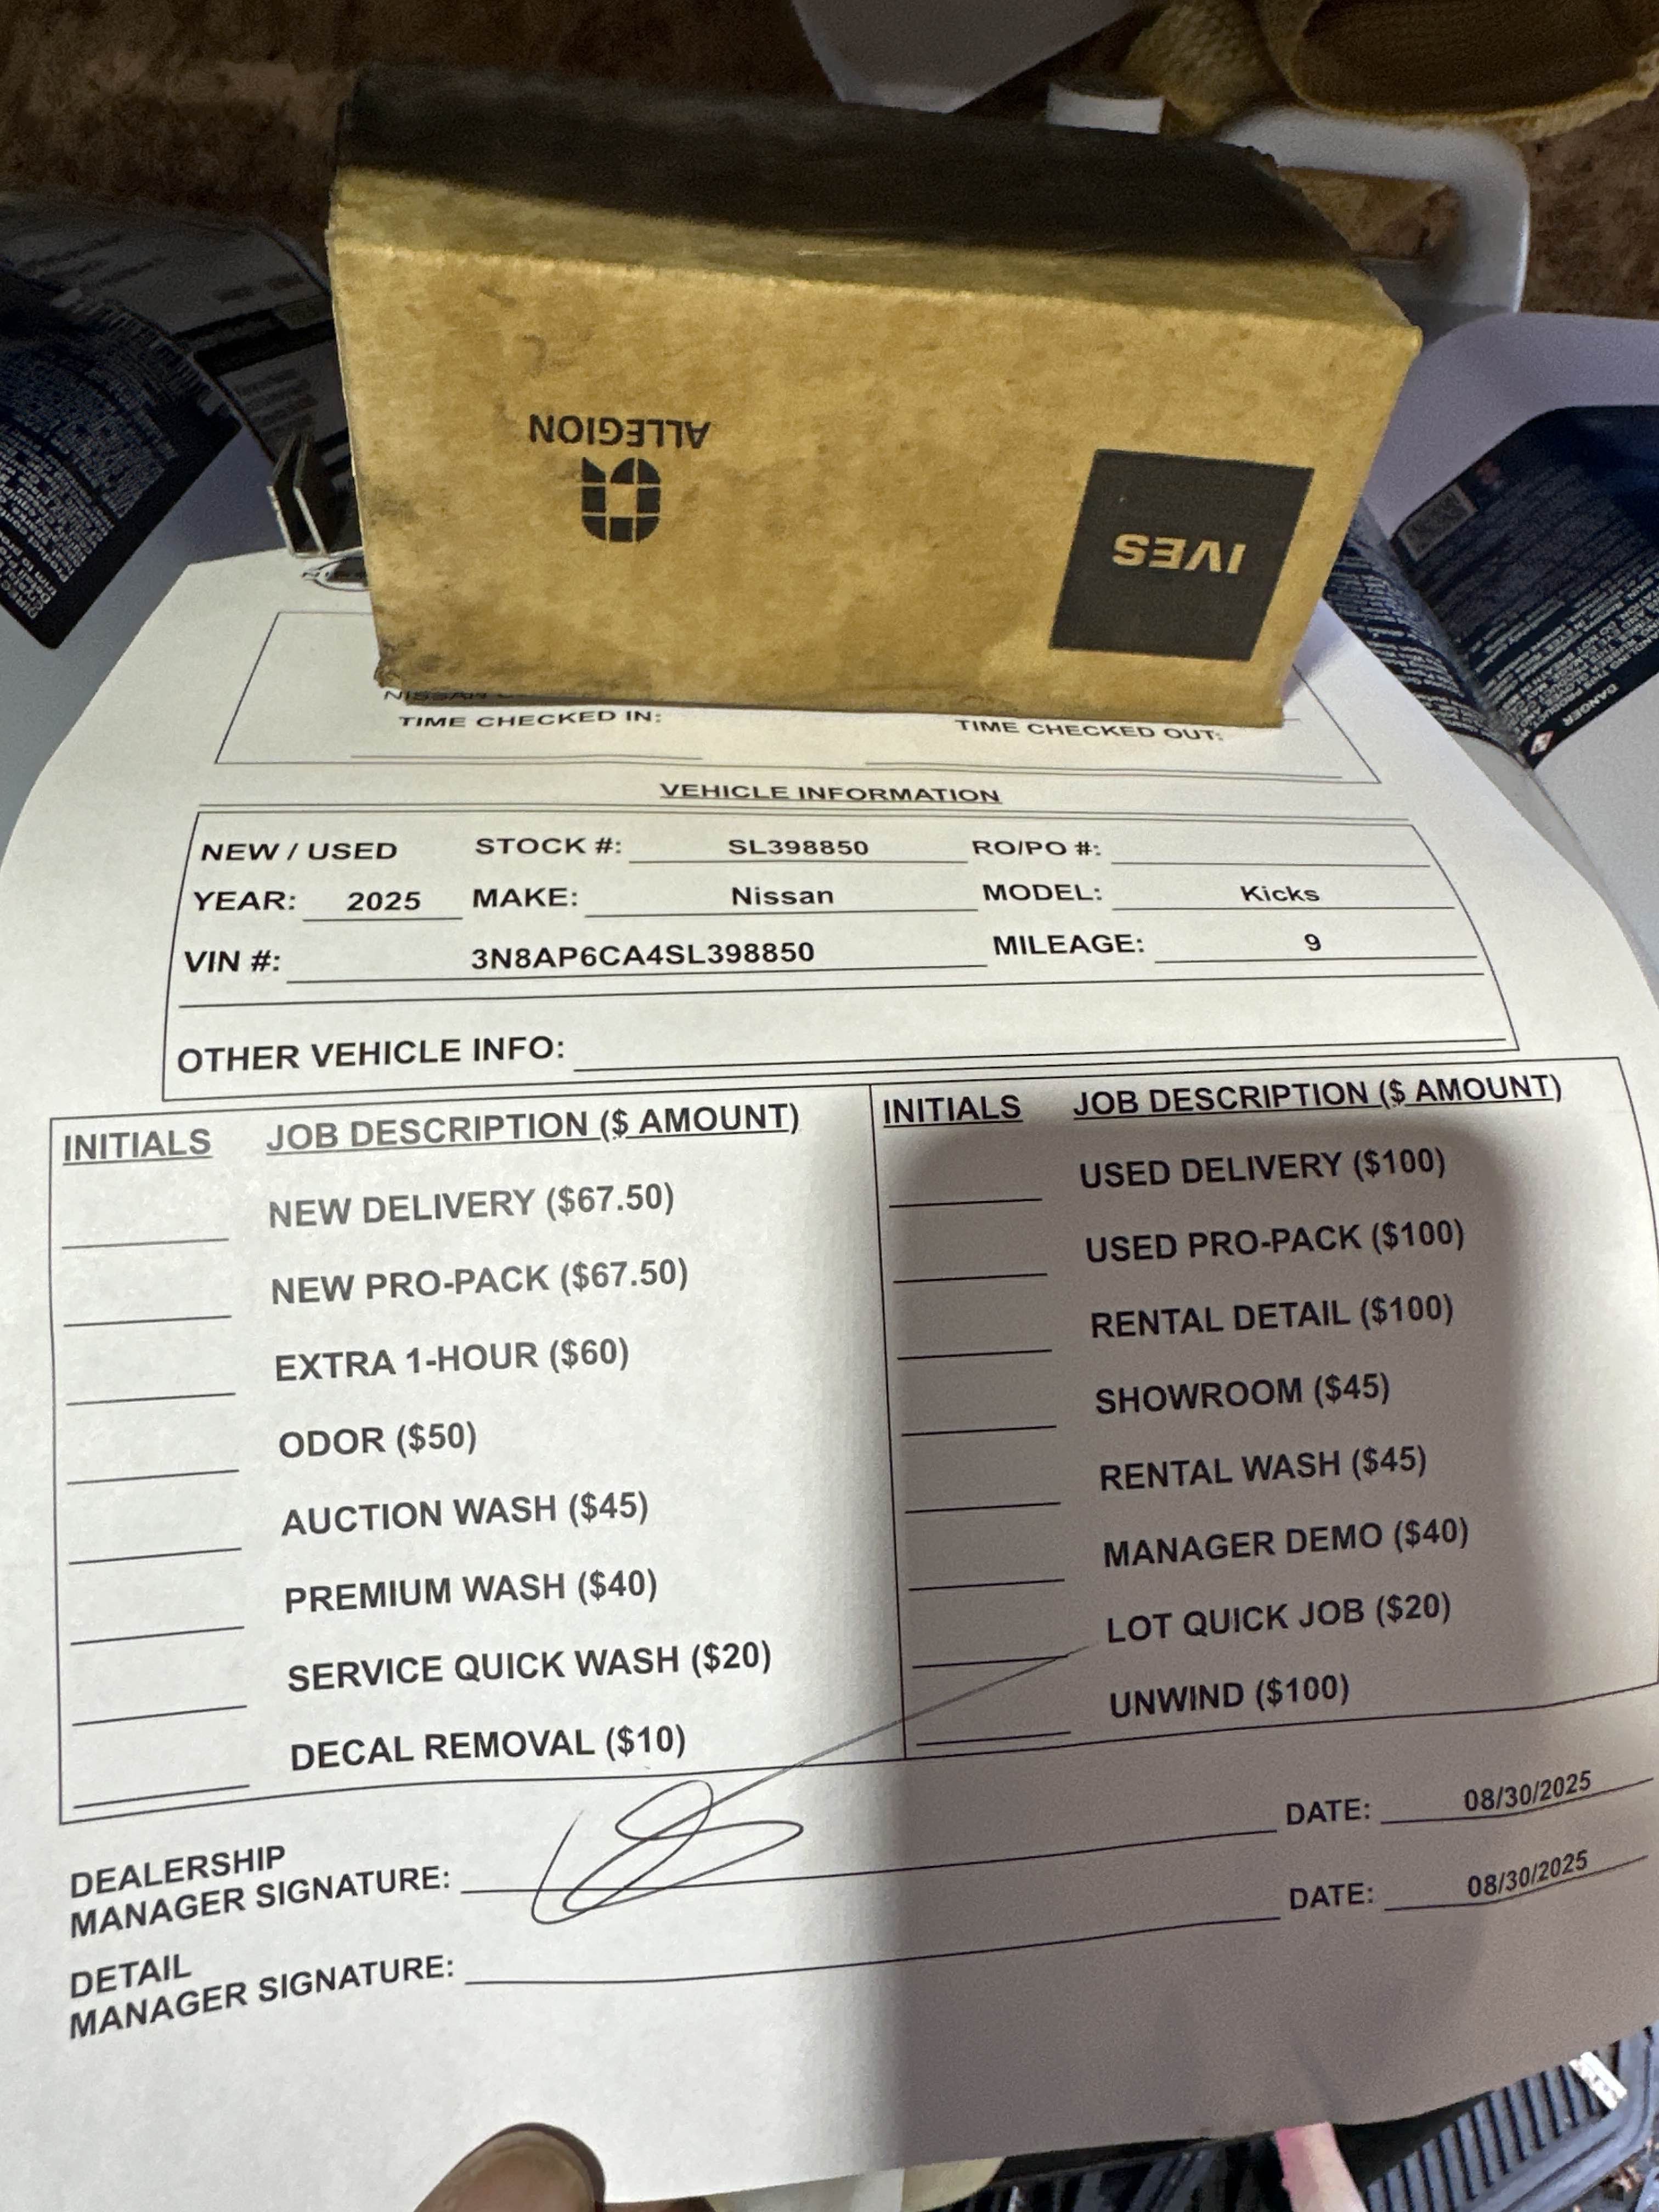 ALLEGION
IVES
NISSAN
TIME CHECKED IN: TIME CHECKED OUT:
VEHICLE INFORMATION
NEW / USED STOCK #: SL398850 RO/PO #:
YEAR: 2025 MAKE: Nissan MODEL: Kicks
VIN #: 3N8AP6CA4SL398850 MILEAGE: 9
OTHER VEHICLE INFO:
INITIALS JOB DESCRIPTION ($ AMOUNT)
NEW DELIVERY ($67.50)
NEW PRO-PACK ($67.50)
EXTRA 1-HOUR ($60)
ODOR ($50)
AUCTION WASH ($45)
PREMIUM WASH ($40)
SERVICE QUICK WASH ($20)
DECAL REMOVAL ($10)
INITIALS JOB DESCRIPTION ($ AMOUNT)
USED DELIVERY ($100)
USED PRO-PACK ($100)
RENTAL DETAIL ($100)
SHOWROOM ($45)
RENTAL WASH ($45)
MANAGER DEMO ($40)
LOT QUICK JOB ($20)
UNWIND ($100)
DEALERSHIP
MANAGER SIGNATURE: DATE: 08/30/2025
DETAIL
MANAGER SIGNATURE: DATE: 08/30/2025
DANGER